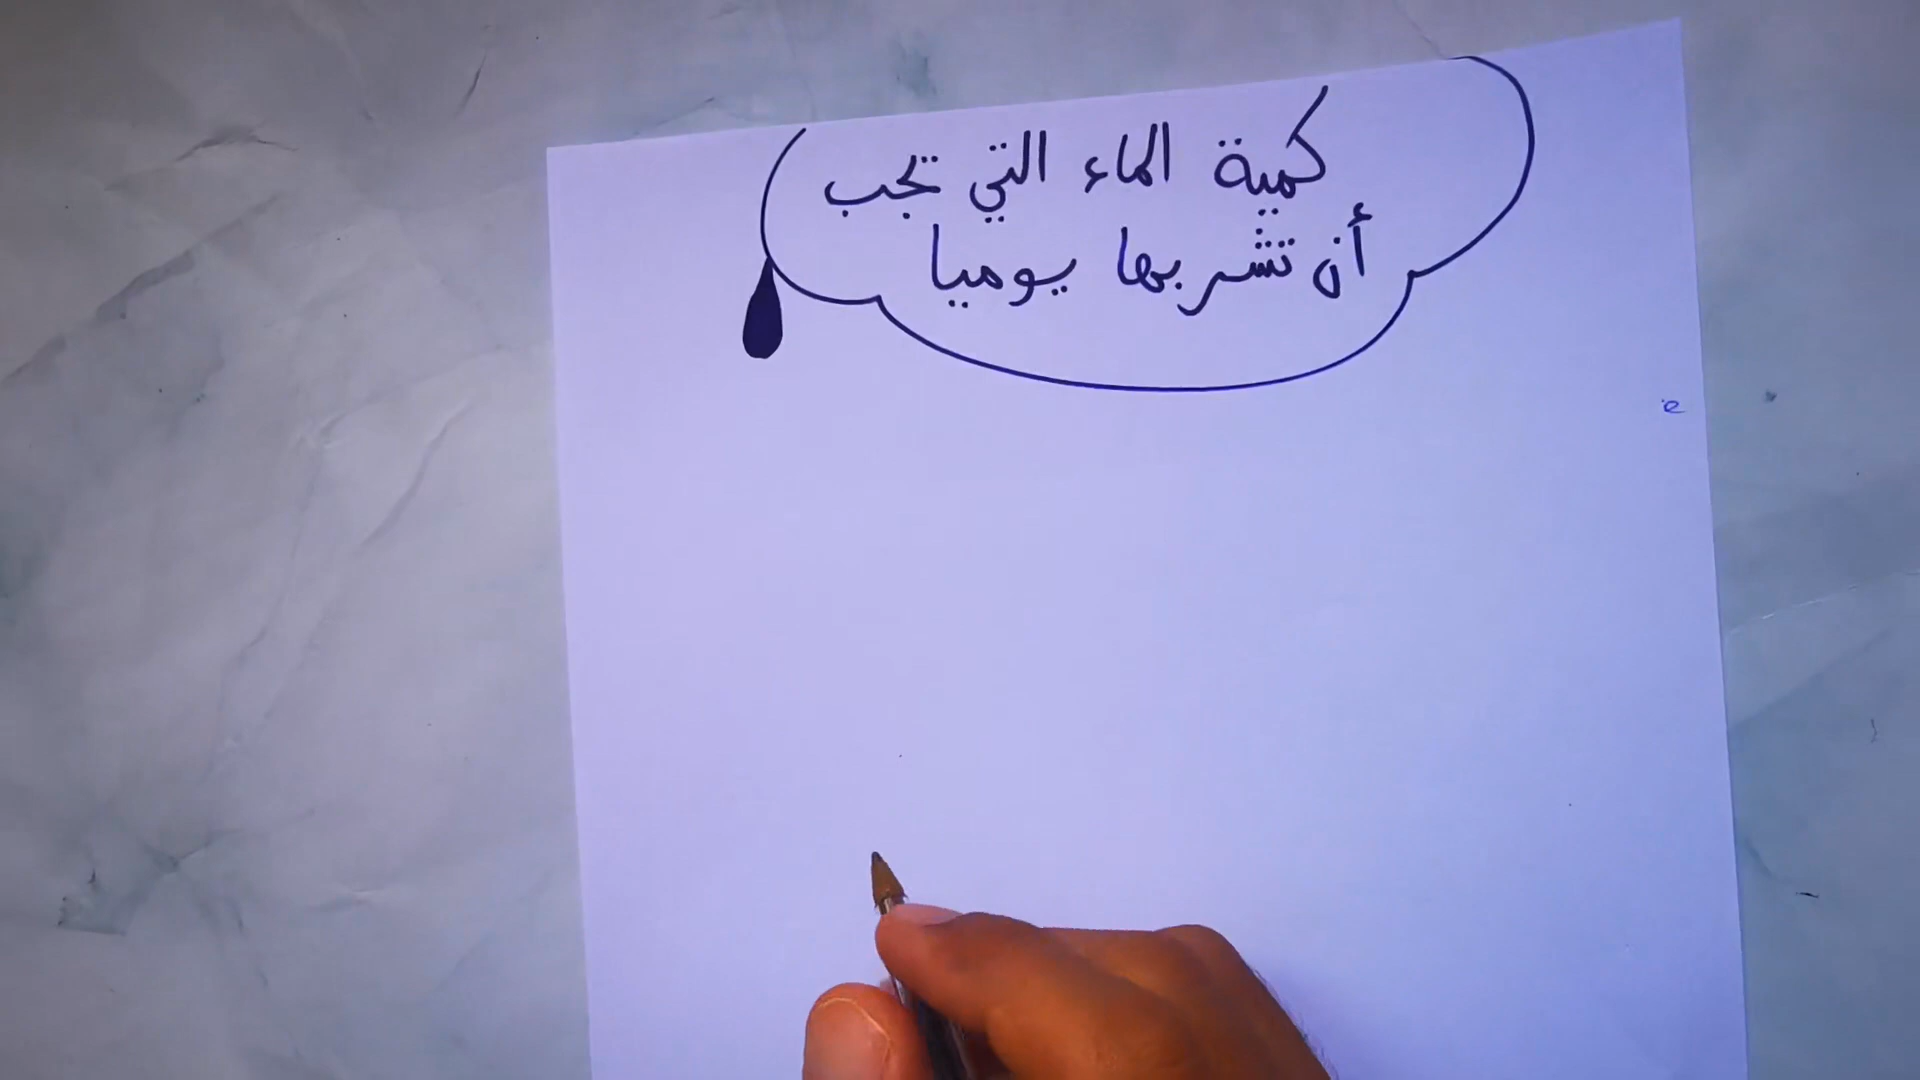 كمية الماء التي تجب
أن تشربها يوميا